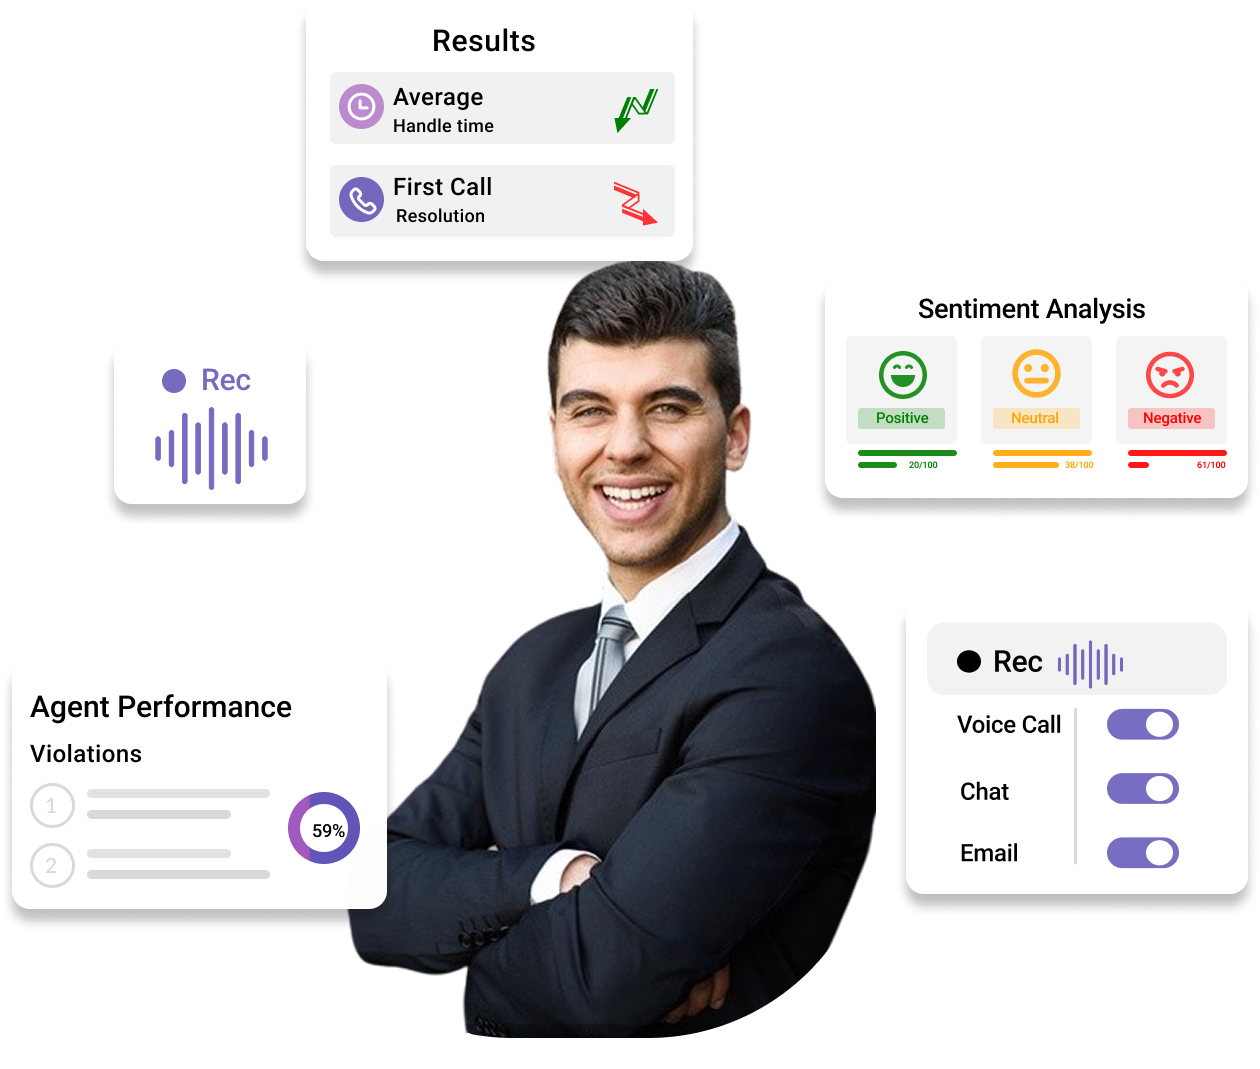 Results
Average
Handle time
First Call
Resolution
Sentiment Analysis
Positive
Neutral
Negative
20/100
38/100
61/100
Rec
Rec
Voice Call
Chat
Email
Agent Performance
Violations
1
2
59%